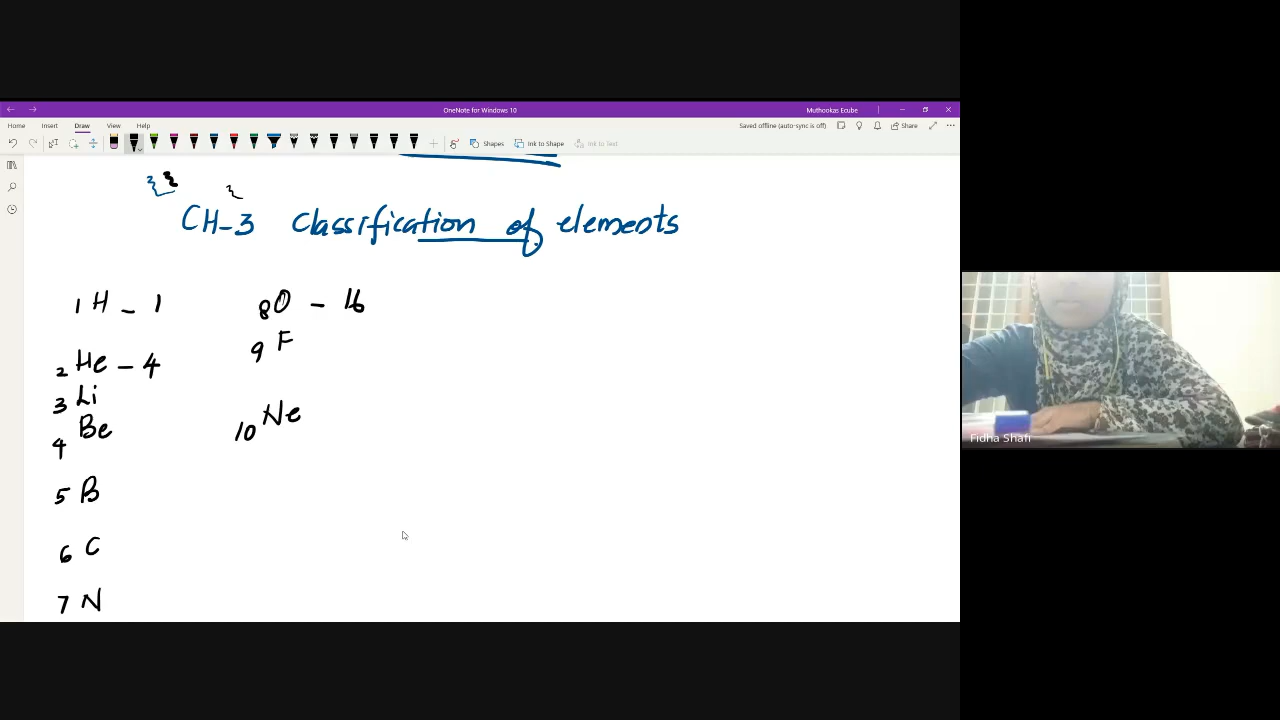 OneNote for Windows 10
Muthookas Ecube
Home Insert Draw View Help
Saved offline (auto-sync is off)
Share
Shapes
Ink to Shape
Ink to Text
CH-3 Classification of elements
1 H - 1
8 O - 16
2 He - 4
9 F
3 Li
4 Be
10 Ne
5 B
6 C
7 N
Fidha Shafi